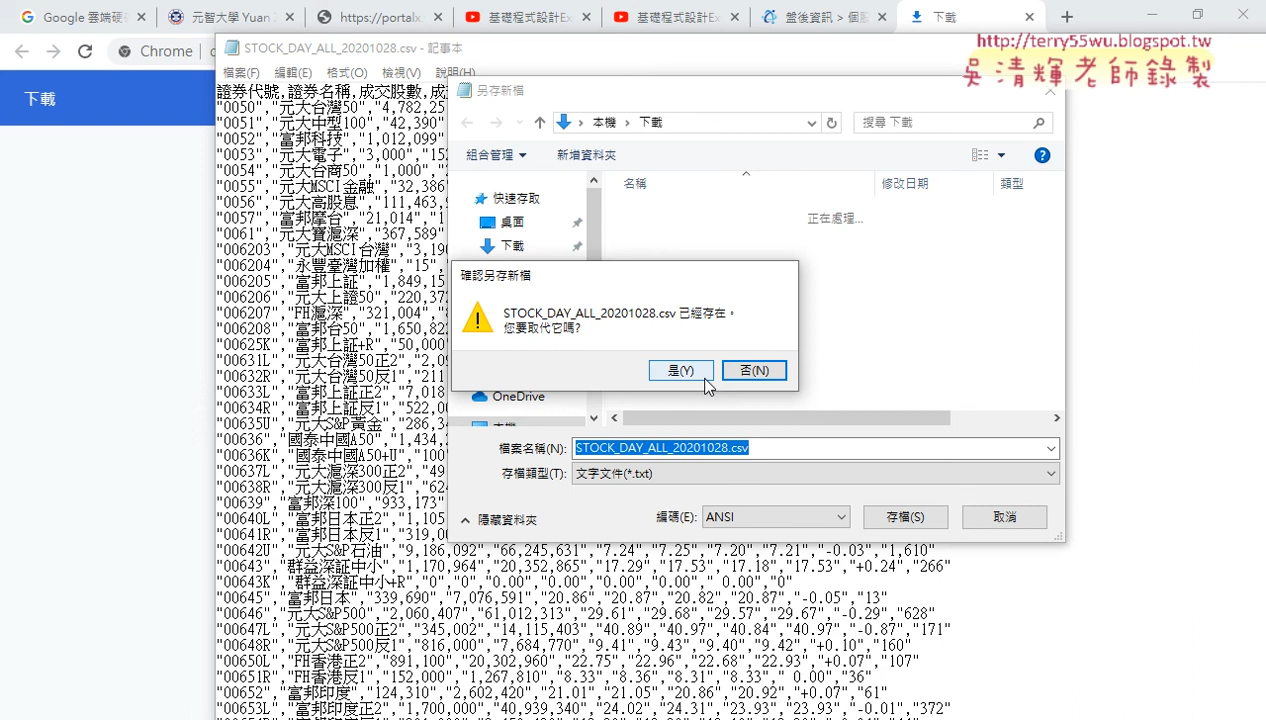 Google 雲端硬
元智大學 Yuan
https://portalx.
基礎程式設計Ex
基礎程式設計Ex
盤後資訊 > 個股
下載
Chrome
http://terry55wu.blogspot.tw
吳清輝老師錄製
下載
STOCK_DAY_ALL_20201028.csv - 記事本
檔案(F) 編輯(E) 格式(O) 檢視(V) 說明(H)
證券代號,證券名稱,成交股數,成
"0050","元大台灣50","4,782,25
"0051","元大中型100","42,390
"0052","富邦科技","1,012,099
"0053","元大電子","3,000","152
"0054","元大台商50","1,000","2
"0055","元大MSCI金融","32,386
"0056","元大高股息","111,463,9
"0057","富邦摩台","21,014","1
"0061","元大寶滬深","367,589"
"006203","元大MSCI台灣","3,190
"006204","永豐臺灣加權","15",
"006205","富邦上証","1,849,15
"006206","元大上證50","220,372
"006207","FH滬深","321,004","8
"006208","富邦台50","1,650,822
"00625K","富邦上証+R","50,000"
"00631L","元大台灣50正2","2,09
"00632R","元大台灣50反1","211
"00633L","富邦上証正2","7,018
"00634R","富邦上証反1","522,0
"00635U","元大S&P黃金","286,34
"00636","國泰中國A50","1,434,2
"00636K","國泰中國A50+U","100"
"00637L","元大滬深300正2","49
"00638R","元大滬深300反1","624
"00639","富邦深100","933,173"
"00640L","富邦日本正2","1,105
"00641R","富邦日本反1","319,00
"00642U","元大S&P石油","9,186,092","66,245,631","7.24","7.25","7.20","7.21","-0.03","1,610"
"00643","群益深証中小","1,170,964","20,352,865","17.29","17.53","17.18","17.53","+0.24","266"
"00643K","群益深証中小+R","0","0","0.00","0.00","0.00","0.00"," 0.00","0"
"00645","富邦日本","339,690","7,076,591","20.86","20.87","20.82","20.87","-0.05","13"
"00646","元大S&P500","2,060,407","61,012,313","29.61","29.68","29.57","29.67","-0.29","628"
"00647L","元大S&P500正2","345,002","14,115,403","40.89","40.97","40.84","40.97","-0.87","171"
"00648R","元大S&P500反1","816,000","7,684,770","9.41","9.43","9.40","9.42","+0.10","160"
"00650L","FH香港正2","891,100","20,302,960","22.75","22.96","22.68","22.93","+0.07","107"
"00651R","FH香港反1","152,000","1,267,810","8.33","8.36","8.31","8.33"," 0.00","36"
"00652","富邦印度","124,310","2,602,420","21.01","21.05","20.86","20.92","+0.07","61"
"00653L","富邦印度正2","1,700,000","40,939,340","24.02","24.31","23.93","23.93","-0.01","372"
另存新檔
本機 > 下載
搜尋 下載
組合管理
新增資料夾
名稱
修改日期
類型
快速存取
正在處理...
桌面
下載
確認另存新檔
STOCK_DAY_ALL_20201028.csv 已經存在。
您要取代它嗎?
是(Y)
否(N)
OneDrive
檔案名稱(N):
STOCK_DAY_ALL_20201028.csv
存檔類型(T):
文字文件(*.txt)
隱藏資料夾
編碼(E):
ANSI
存檔(S)
取消